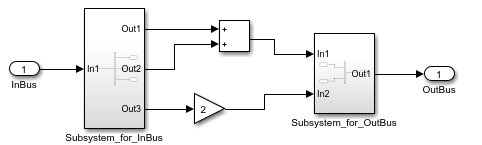 1
InBus
In1
Out1
Out2
Out3
Subsystem_for_InBus
+
+
2
In1
In2
Out1
Subsystem_for_OutBus
1
OutBus